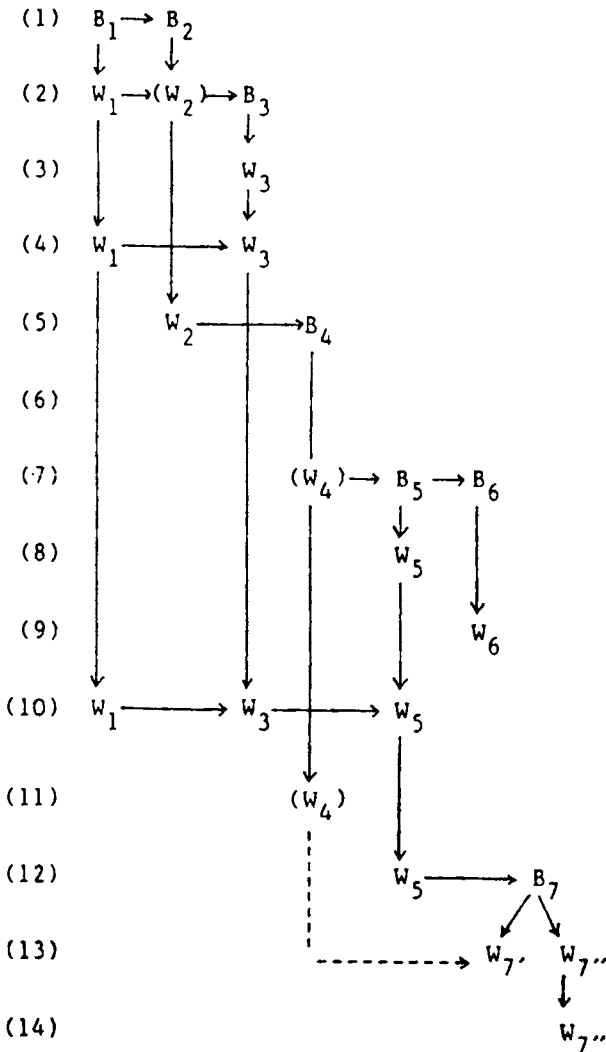 (1) B₁ → B₂
(2) W₁ → (W₂) → B₃
(3) W₃
(4) W₁ → W₃
(5) W₂ → B₄
(6)
(7) (W₄) → B₅ → B₆
(8) W₅
(9) W₆
(10) W₁ → W₃ → W₅
(11) (W₄)
(12) W₅ → B₇
(13) W₇′ W₇″
(14) W₇″